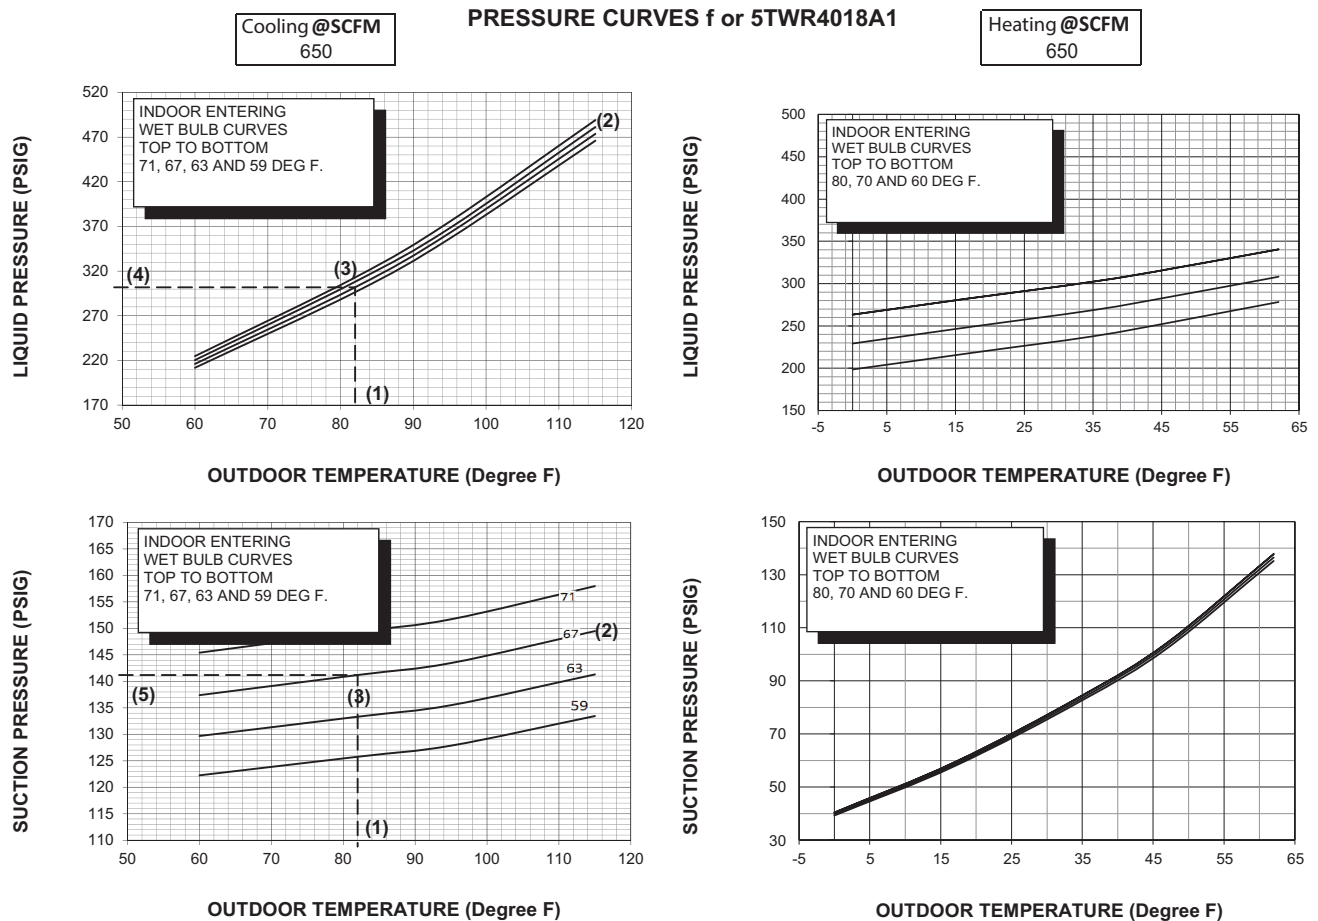 PRESSURE CURVES f or 5TWR4018A1
Cooling @SCFM
650
Heating @SCFM
650
LIQUID PRESSURE (PSIG)
520
470
420
370
320
270
220
170
INDOOR ENTERING
WET BULB CURVES
TOP TO BOTTOM
71, 67, 63 AND 59 DEG F.
(2)
(3)
(4)
(1)
50 60 70 80 90 100 110 120
OUTDOOR TEMPERATURE (Degree F)
LIQUID PRESSURE (PSIG)
500
450
400
350
300
250
200
150
INDOOR ENTERING
WET BULB CURVES
TOP TO BOTTOM
80, 70 AND 60 DEG F.
-5 5 15 25 35 45 55 65
OUTDOOR TEMPERATURE (Degree F)
SUCTION PRESSURE (PSIG)
170
165
160
155
150
145
140
135
130
125
120
115
110
INDOOR ENTERING
WET BULB CURVES
TOP TO BOTTOM
71, 67, 63 AND 59 DEG F.
71
67 (2)
63
59
(5)
(3)
(1)
50 60 70 80 90 100 110 120
OUTDOOR TEMPERATURE (Degree F)
SUCTION PRESSURE (PSIG)
150
130
110
90
70
50
30
INDOOR ENTERING
WET BULB CURVES
TOP TO BOTTOM
80, 70 AND 60 DEG F.
-5 5 15 25 35 45 55 65
OUTDOOR TEMPERATURE (Degree F)